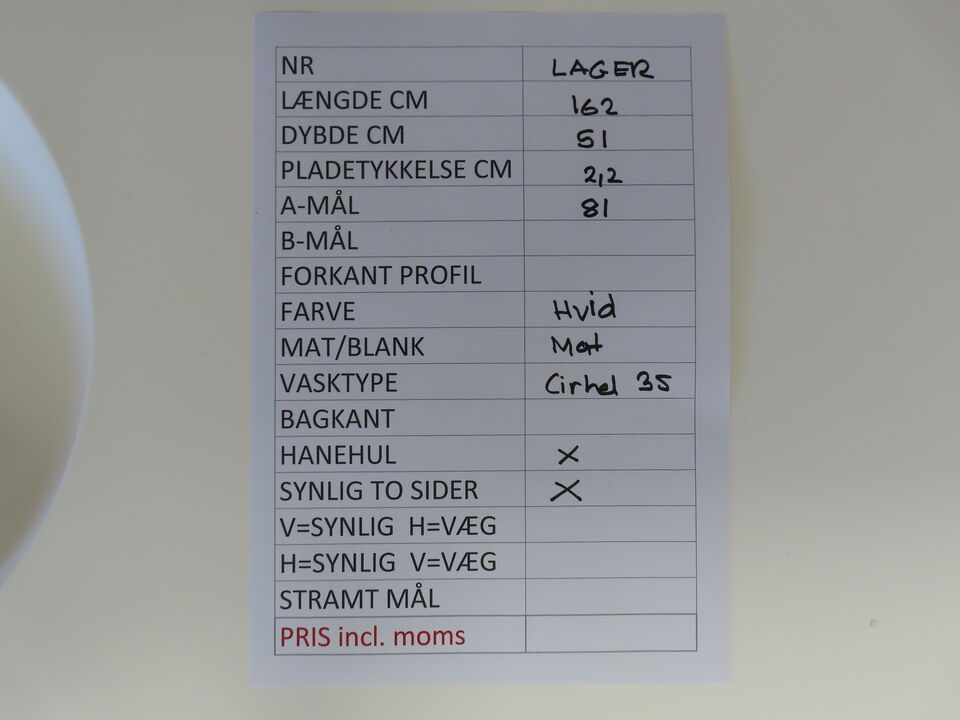 NR LAGER
LÆNGDE CM 162
DYBDE CM 51
PLADETYKKELSE CM 2,2
A-MÅL 81
B-MÅL
FORKANT PROFIL
FARVE Hvid
MAT/BLANK Mat
VASKTYPE Cirkel 35
BAGKANT
HANEHUL X
SYNLIG TO SIDER X
V=SYNLIG H=VÆG
H=SYNLIG V=VÆG
STRAMT MÅL
PRIS incl. moms